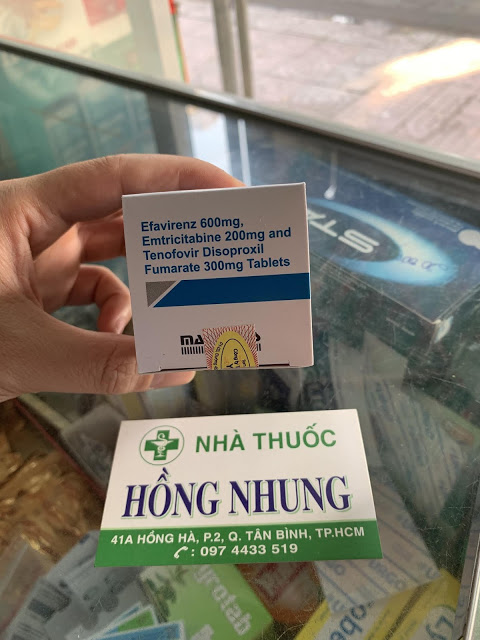 Efavirenz 600mg,
Emtricitabine 200mg and
Tenofovir Disoproxil
Fumarate 300mg Tablets
NHÀ THUỐC
HỒNG NHUNG
41A HỒNG HÀ, P.2, Q. TÂN BÌNH, TP.HCM
: 097 4433 519